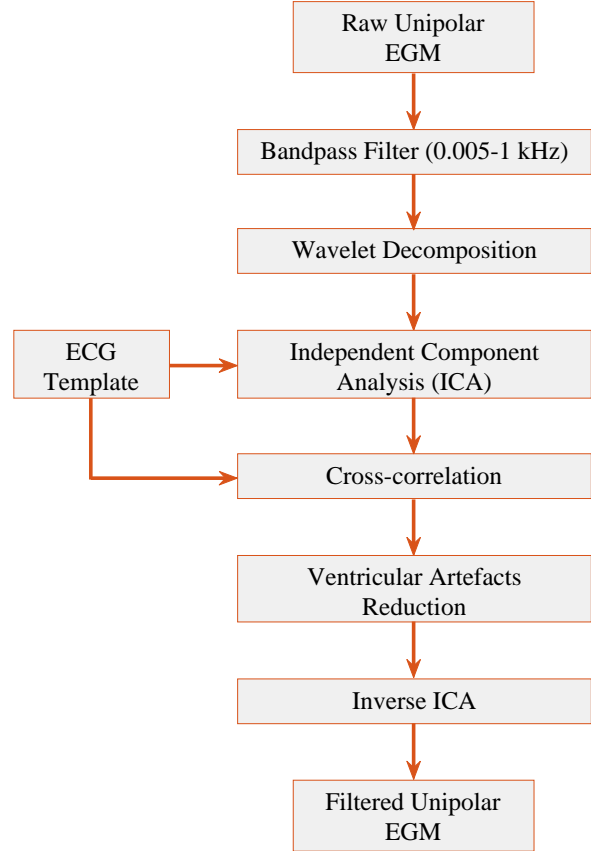 Raw Unipolar
EGM
Bandpass Filter (0.005-1 kHz)
Wavelet Decomposition
ECG
Template
Independent Component
Analysis (ICA)
Cross-correlation
Ventricular Artefacts
Reduction
Inverse ICA
Filtered Unipolar
EGM